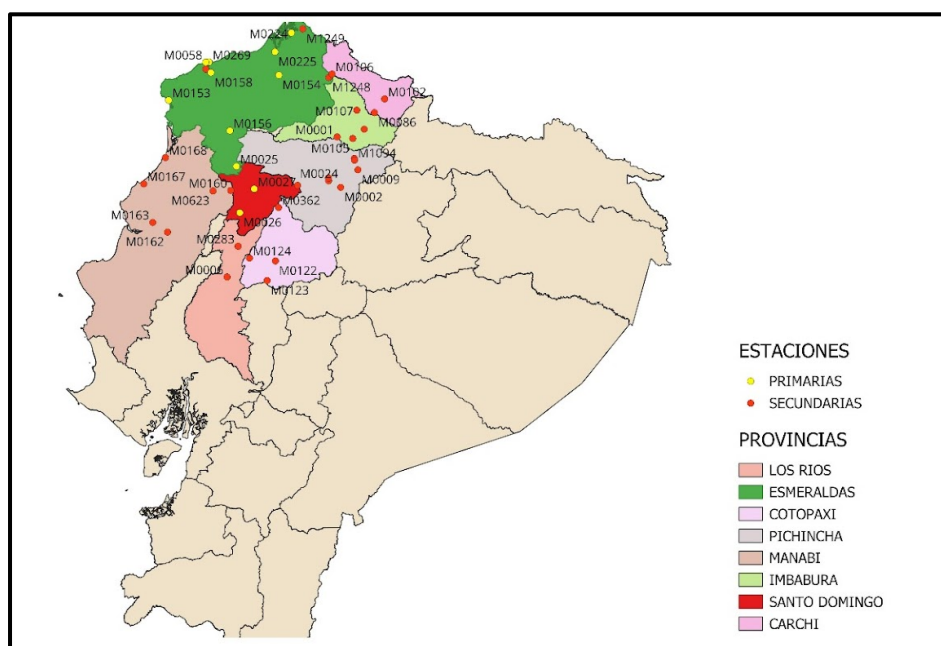 M0224
M1249
M0058
M0269
M0225
M0158
M0154
M0106
M1248
M0102
M0153
M0107
M0086
M0156
M0001
M0105
M1094
M0168
M0025
M0024
M0009
M0167
M0160
M0027
M0002
M0623
M0362
M0163
M0026
M0162
M0283
M0124
M0006
M0122
M0123
ESTACIONES
PRIMARIAS
SECUNDARIAS
PROVINCIAS
LOS RIOS
ESMERALDAS
COTOPAXI
PICHINCHA
MANABI
IMBABURA
SANTO DOMINGO
CARCHI